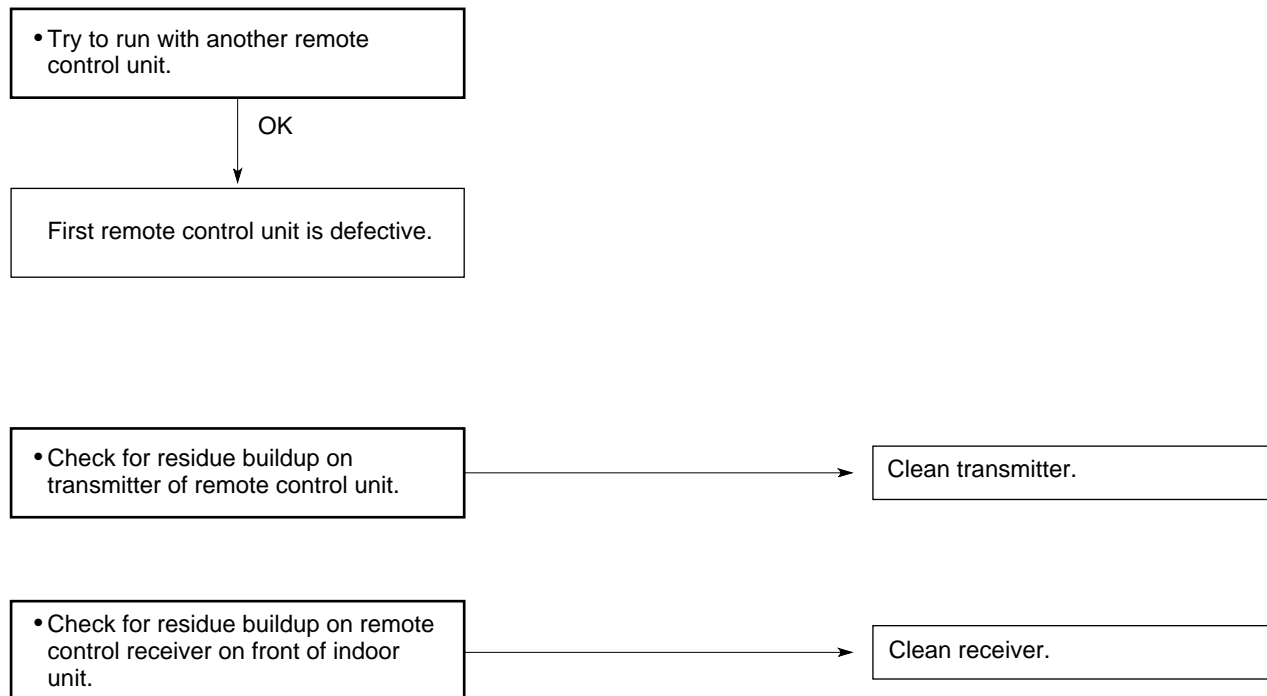 • Try to run with another remote
control unit.
OK
First remote control unit is defective.
• Check for residue buildup on
transmitter of remote control unit.
Clean transmitter.
• Check for residue buildup on remote
control receiver on front of indoor
unit.
Clean receiver.